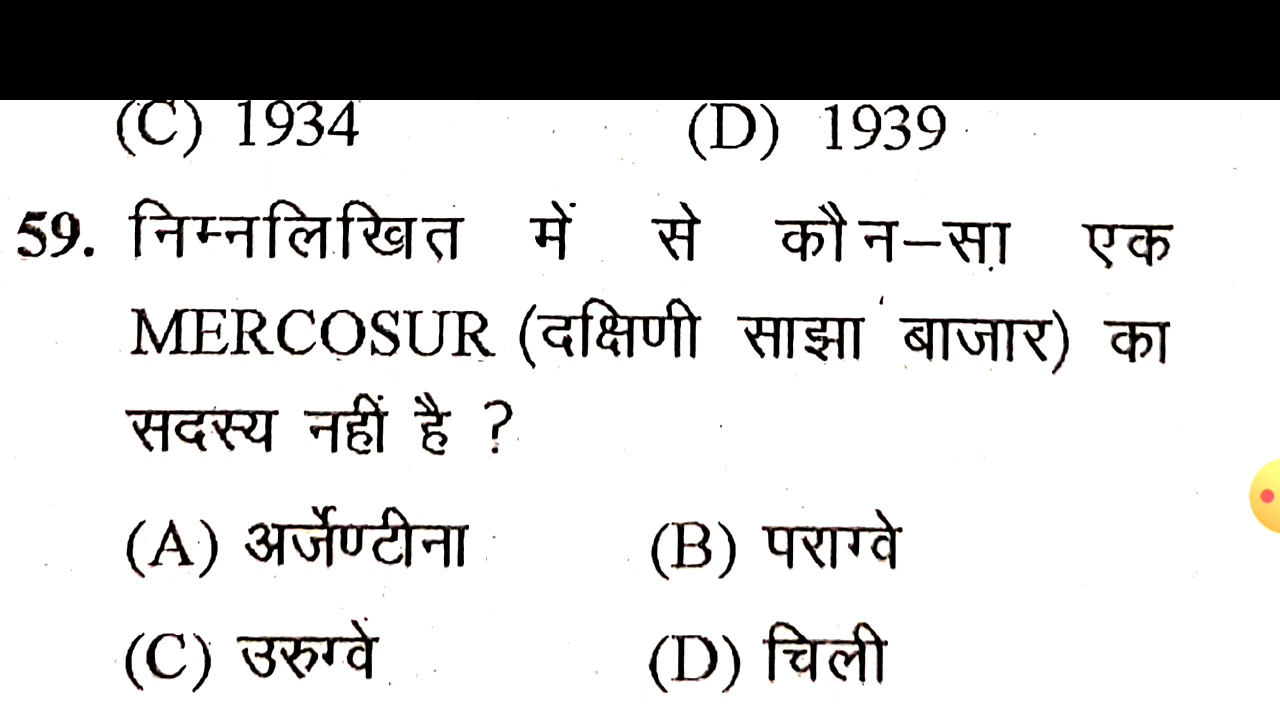 (C) 1934 (D) 1939
59. निम्नलिखित में से कौन-सा एक
MERCOSUR (दक्षिणी साझा बाजार) का
सदस्य नहीं है ?
(A) अर्जेण्टीना (B) पराग्वे
(C) उरुग्वे (D) चिली